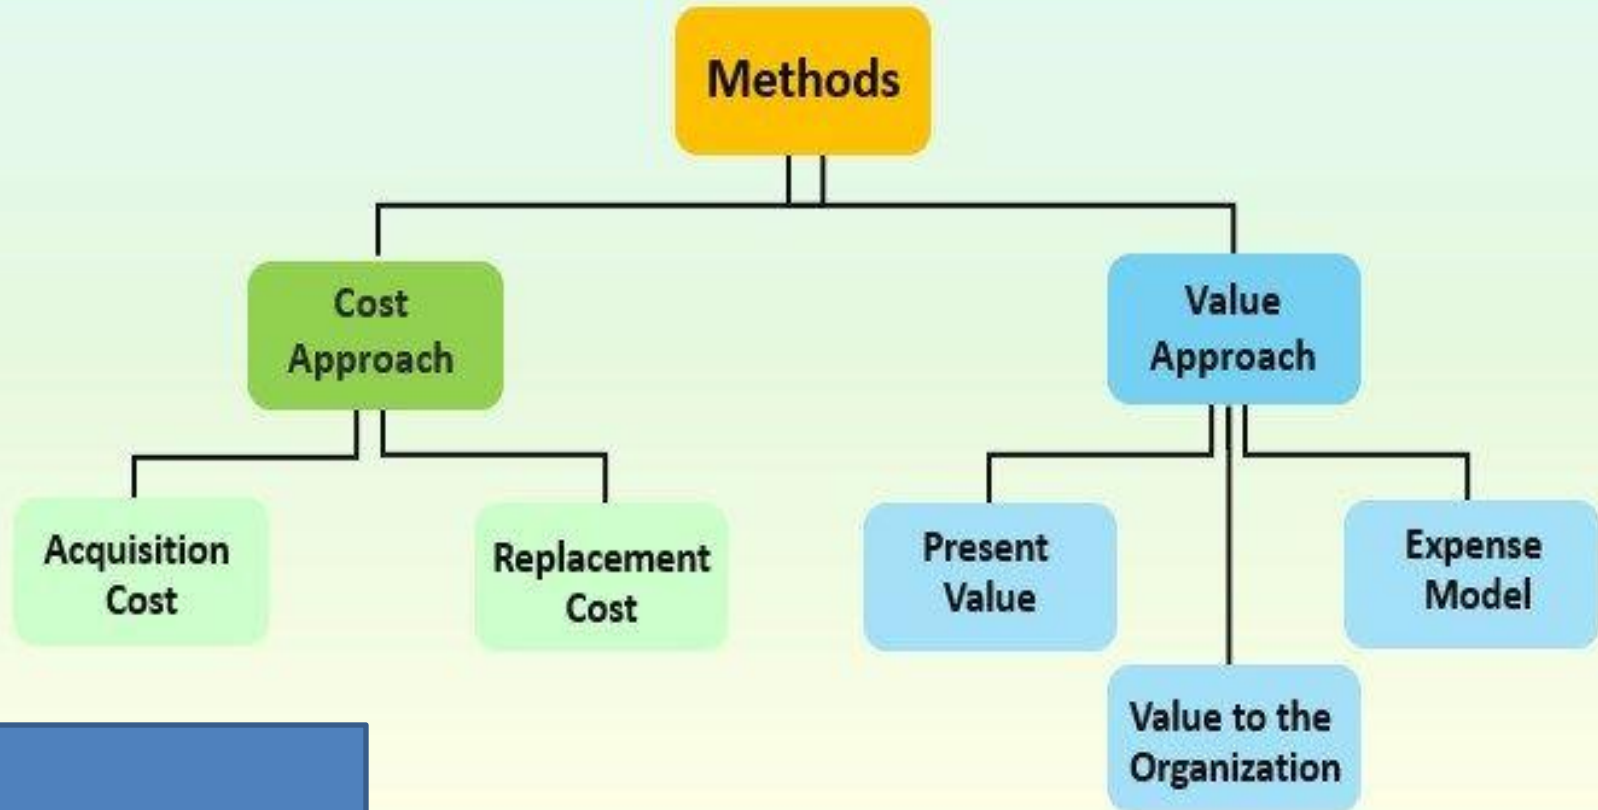 Methods
Cost
Approach
Value
Approach
Acquisition
Cost
Replacement
Cost
Present
Value
Expense
Model
Value to the
Organization